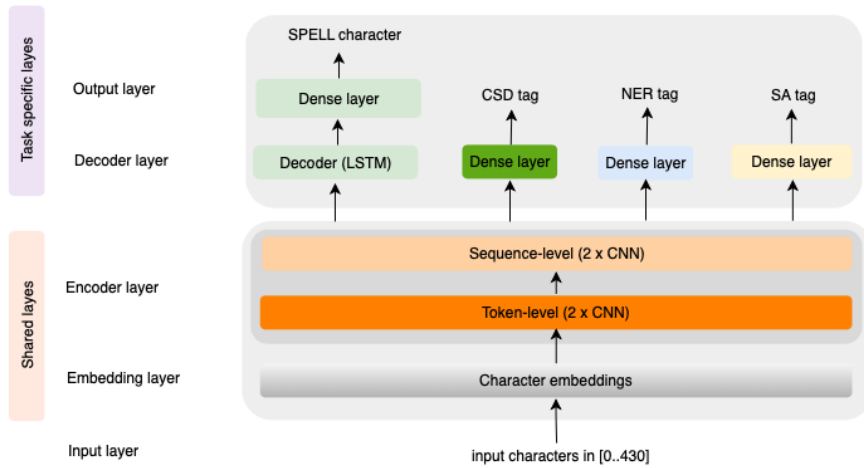 Task specific layes
SPELL character
Output layer
Dense layer
CSD tag
NER tag
SA tag
Decoder layer
Decoder (LSTM)
Dense layer
Dense layer
Dense layer
Shared layes
Sequence-level (2 x CNN)
Encoder layer
Token-level (2 x CNN)
Embedding layer
Character embeddings
Input layer
input characters in [0..430]